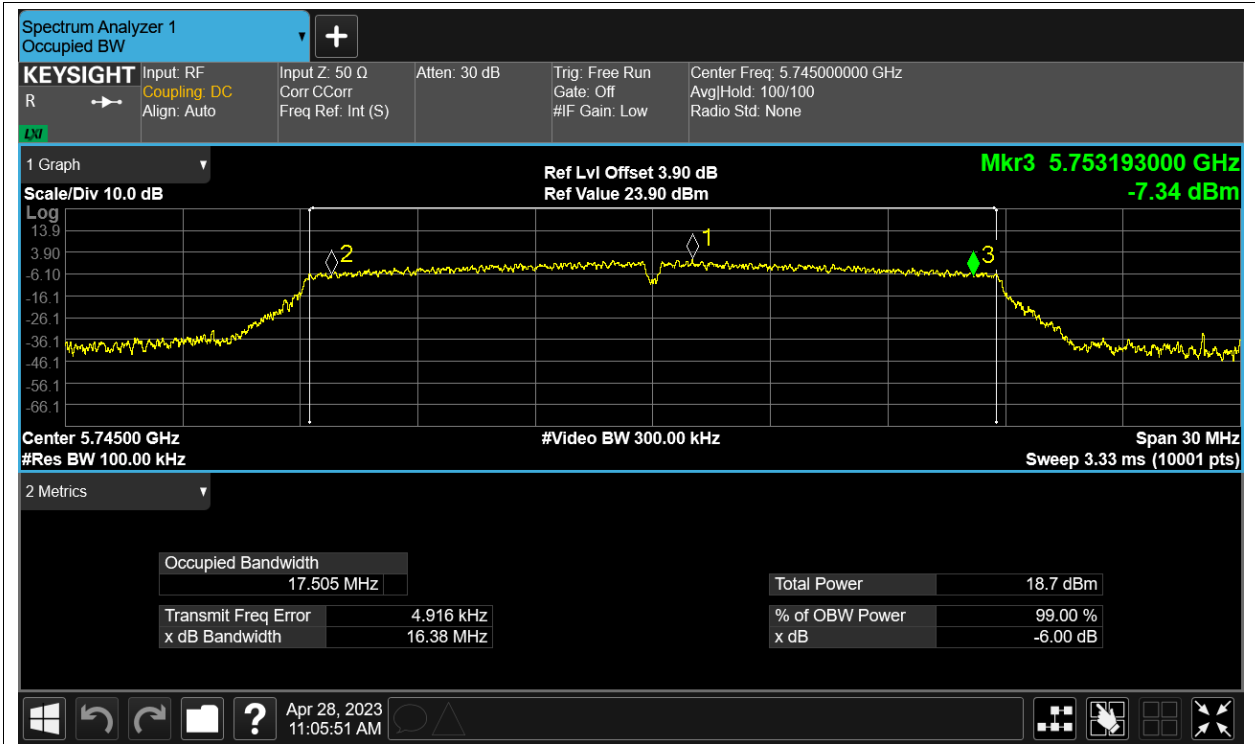 Spectrum Analyzer 1
Occupied BW
KEYSIGHT
R
LXI
Input: RF
Coupling: DC
Align: Auto
Input Z: 50 Ω
Corr CCorr
Freq Ref: Int (S)
Atten: 30 dB
Trig: Free Run
Gate: Off
#IF Gain: Low
Center Freq: 5.745000000 GHz
Avg|Hold: 100/100
Radio Std: None
1 Graph
Scale/Div 10.0 dB
Ref Lvl Offset 3.90 dB
Ref Value 23.90 dBm
Mkr3 5.753193000 GHz
-7.34 dBm
Log
13.9
3.90
-6.10
-16.1
-26.1
-36.1
-46.1
-56.1
-66.1
2
1
3
Center 5.74500 GHz
#Res BW 100.00 kHz
#Video BW 300.00 kHz
Span 30 MHz
Sweep 3.33 ms (10001 pts)
2 Metrics
Occupied Bandwidth
17.505 MHz
Transmit Freq Error 4.916 kHz
x dB Bandwidth 16.38 MHz
Total Power 18.7 dBm
% of OBW Power 99.00 %
x dB -6.00 dB
?
Apr 28, 2023
11:05:51 AM